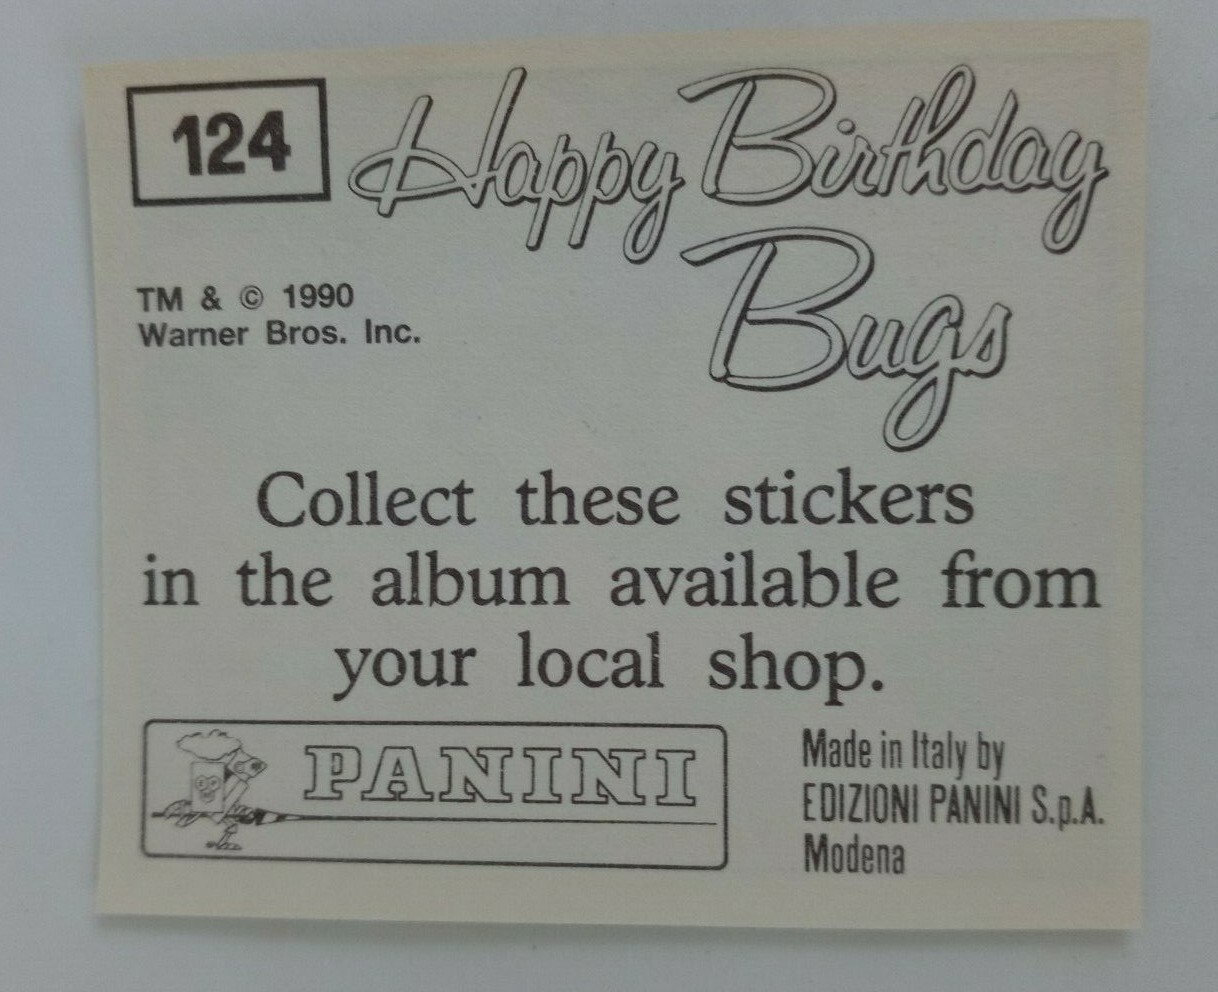 124
Happy Birthday
Bugs
TM & © 1990
Warner Bros. Inc.
Collect these stickers
in the album available from
your local shop.
PANINI
Made in Italy by
EDIZIONI PANINI S.p.A.
Modena